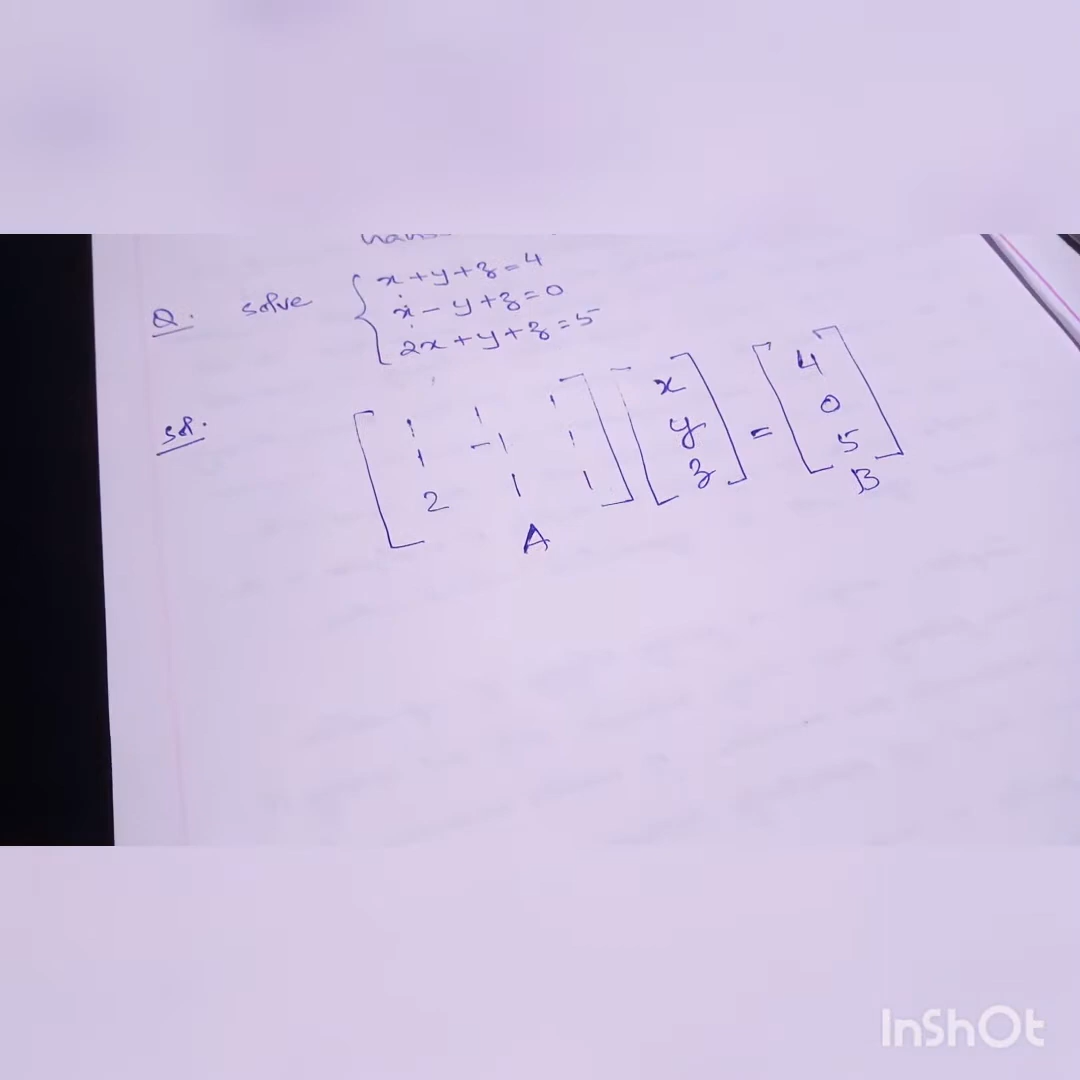 Q. solve { x+y+z=4
x-y+z=0
2x+y+z=5
sol. [ 1 1 1 ] [ x ] = [ 4 ]
[ 1 -1 1 ] [ y ] [ 0 ]
[ 2 1 1 ] [ z ] [ 5 ]
A B
InShOt